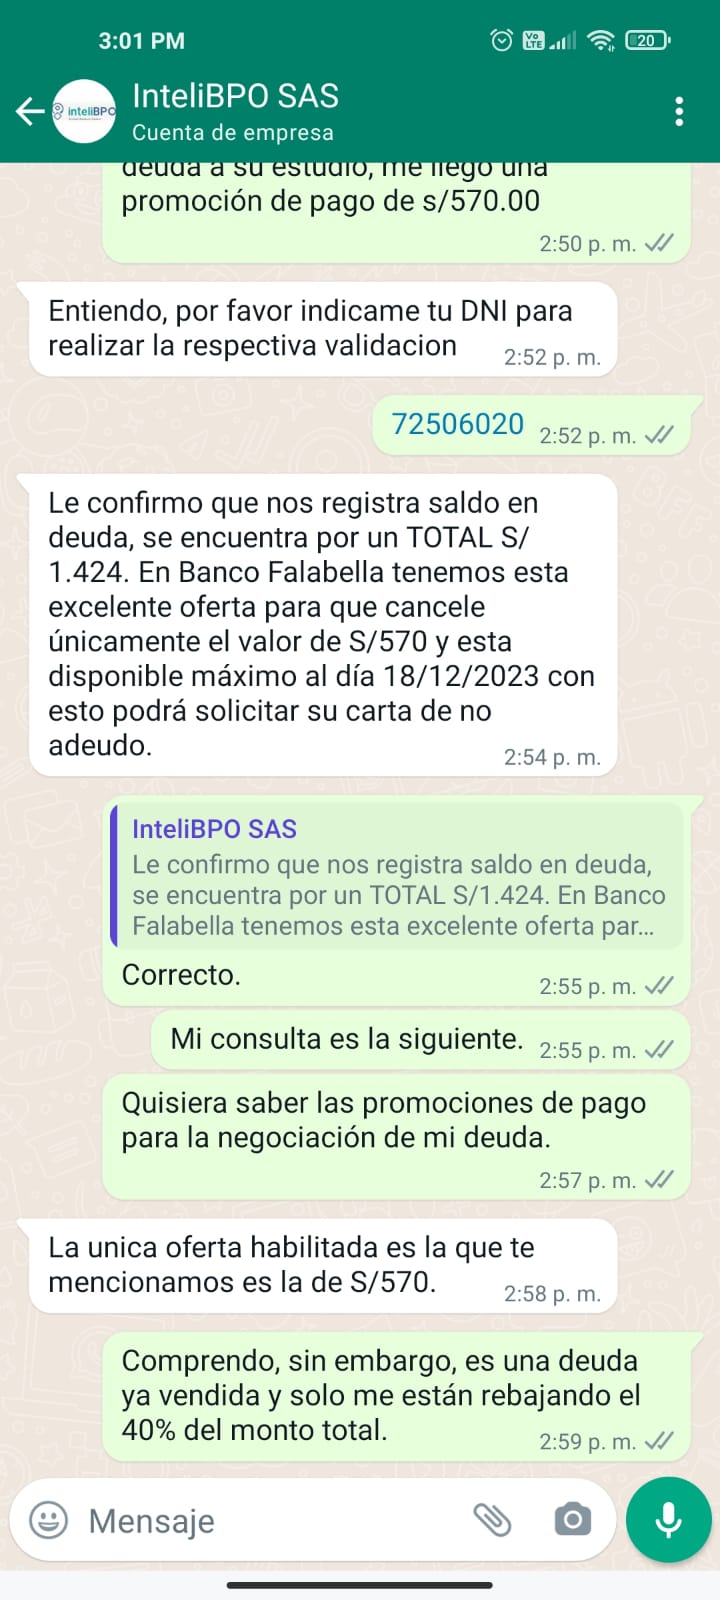 3:01 PM
Vo LTE
20
InteliBPO SAS
inteliBPO
Cuenta de empresa
deuda a su estudio, me llegó una
promoción de pago de s/570.00
2:50 p. m.
Entiendo, por favor indicame tu DNI para
realizar la respectiva validacion
2:52 p. m.
72506020
2:52 p. m.
Le confirmo que nos registra saldo en
deuda, se encuentra por un TOTAL S/
1.424. En Banco Falabella tenemos esta
excelente oferta para que cancele
únicamente el valor de S/570 y esta
disponible máximo al día 18/12/2023 con
esto podrá solicitar su carta de no
adeudo.
2:54 p. m.
InteliBPO SAS
Le confirmo que nos registra saldo en deuda,
se encuentra por un TOTAL S/1.424. En Banco
Falabella tenemos esta excelente oferta par...
Correcto.
2:55 p. m.
Mi consulta es la siguiente.
2:55 p. m.
Quisiera saber las promociones de pago
para la negociación de mi deuda.
2:57 p. m.
La unica oferta habilitada es la que te
mencionamos es la de S/570.
2:58 p. m.
Comprendo, sin embargo, es una deuda
ya vendida y solo me están rebajando el
40% del monto total.
2:59 p. m.
Mensaje